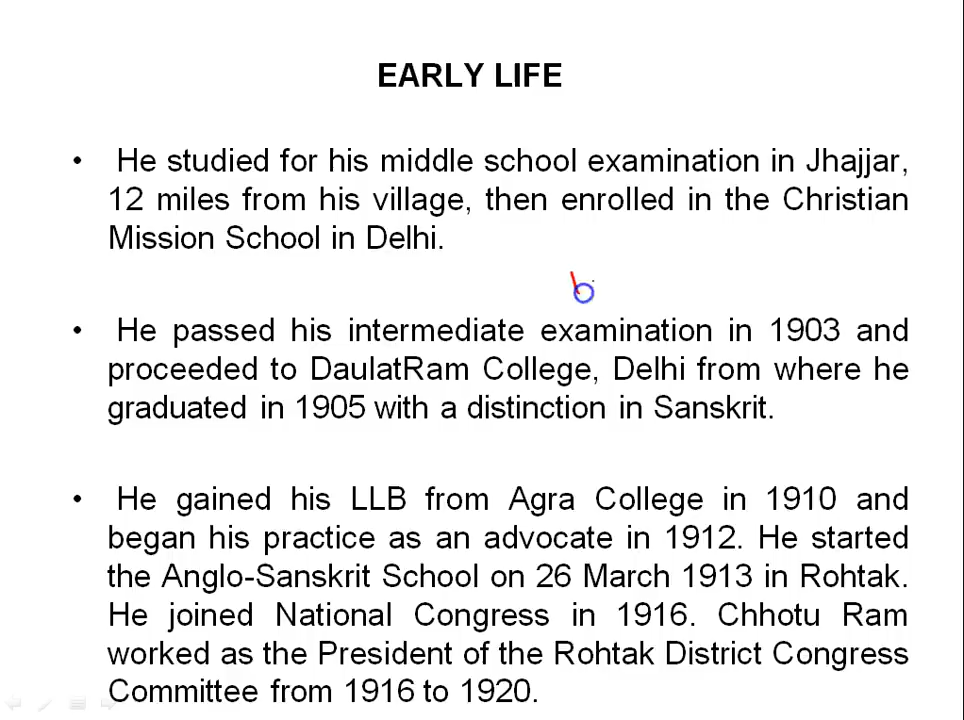 EARLY LIFE
• He studied for his middle school examination in Jhajjar,
12 miles from his village, then enrolled in the Christian
Mission School in Delhi.
• He passed his intermediate examination in 1903 and
proceeded to DaulatRam College, Delhi from where he
graduated in 1905 with a distinction in Sanskrit.
• He gained his LLB from Agra College in 1910 and
began his practice as an advocate in 1912. He started
the Anglo-Sanskrit School on 26 March 1913 in Rohtak.
He joined National Congress in 1916. Chhotu Ram
worked as the President of the Rohtak District Congress
Committee from 1916 to 1920.